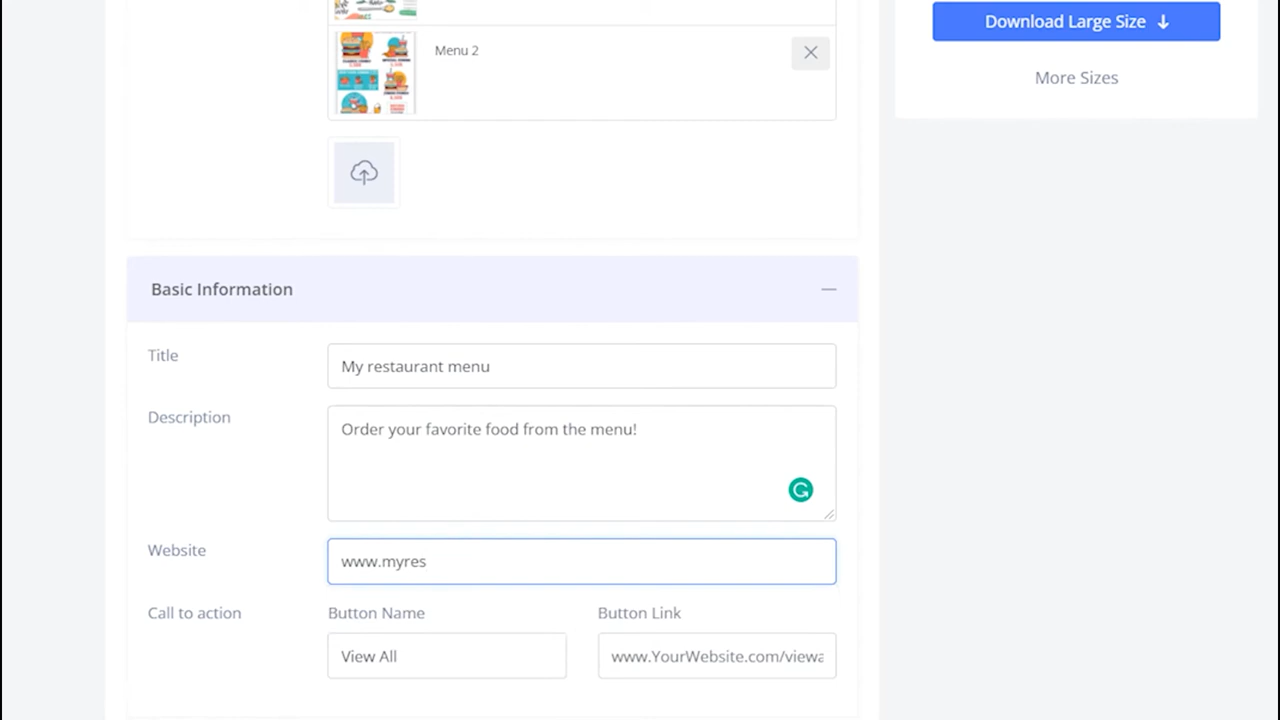 Download Large Size
More Sizes
Menu 2
Basic Information
Title
My restaurant menu
Description
Order your favorite food from the menu!
Website
www.myres
Call to action
Button Name
Button Link
View All
www.YourWebsite.com/viewa